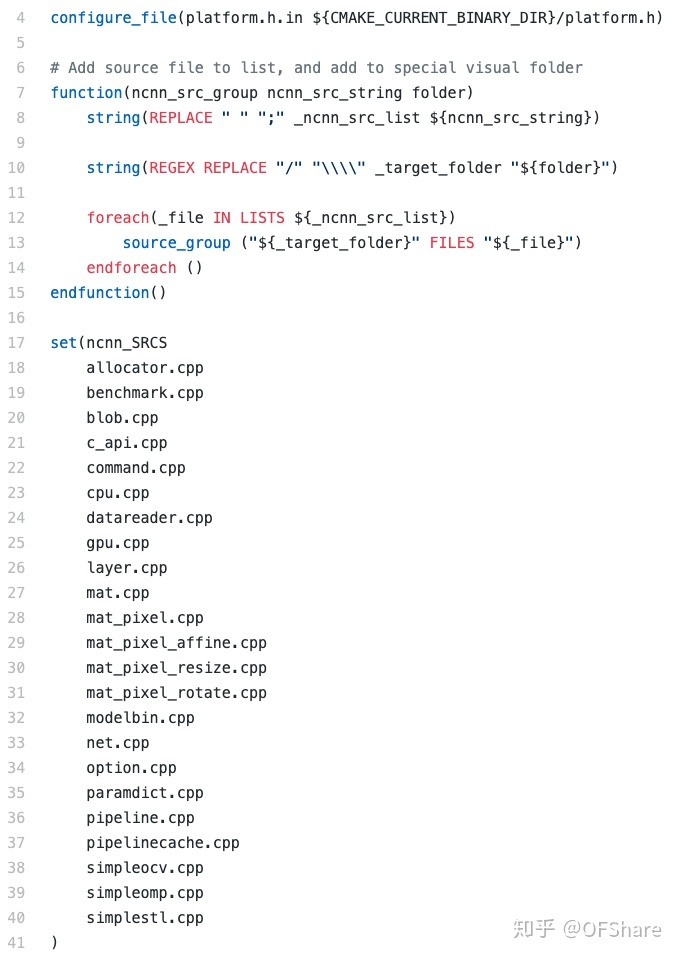 4 configure_file(platform.h.in ${CMAKE_CURRENT_BINARY_DIR}/platform.h)
5
6 # Add source file to list, and add to special visual folder
7 function(ncnn_src_group ncnn_src_string folder)
8     string(REPLACE " " ";" _ncnn_src_list ${ncnn_src_string})
9
10     string(REGEX REPLACE "/" "\\\\" _target_folder "${folder}")
11
12     foreach(_file IN LISTS ${_ncnn_src_list})
13         source_group ("${_target_folder}" FILES "${_file}")
14     endforeach ()
15 endfunction()
16
17 set(ncnn_SRCS
18     allocator.cpp
19     benchmark.cpp
20     blob.cpp
21     c_api.cpp
22     command.cpp
23     cpu.cpp
24     datareader.cpp
25     gpu.cpp
26     layer.cpp
27     mat.cpp
28     mat_pixel.cpp
29     mat_pixel_affine.cpp
30     mat_pixel_resize.cpp
31     mat_pixel_rotate.cpp
32     modelbin.cpp
33     net.cpp
34     option.cpp
35     paramdict.cpp
36     pipeline.cpp
37     pipelinecache.cpp
38     simpleocv.cpp
39     simpleomp.cpp
40     simplestl.cpp
41 )
知乎 @OFShare